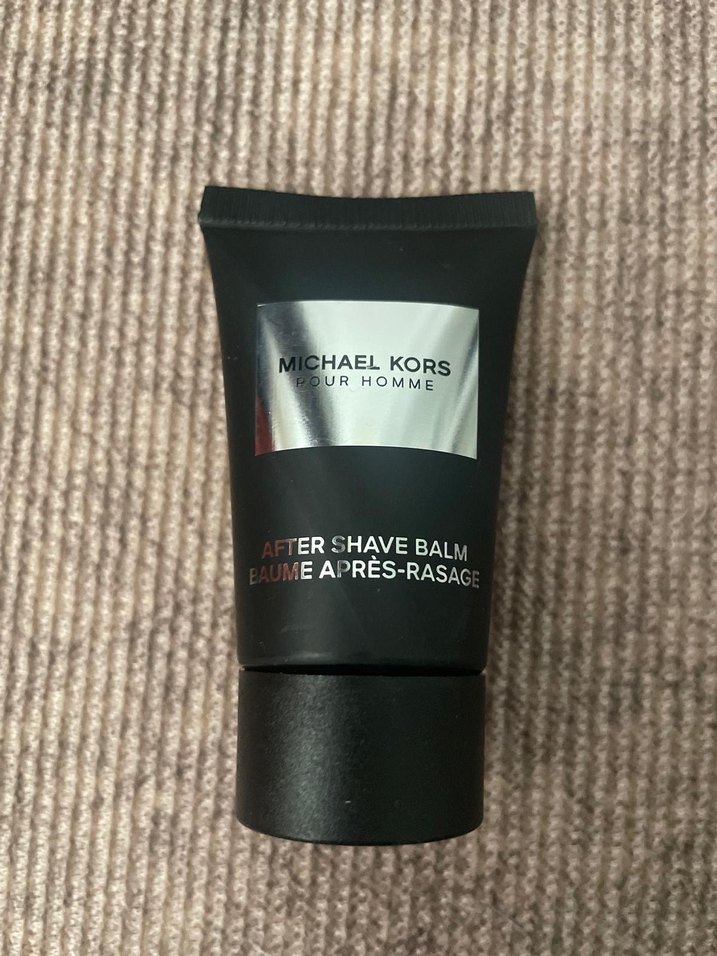 MICHAEL KORS
POUR HOMME
AFTER SHAVE BALM
BAUME APRÈS-RASAGE